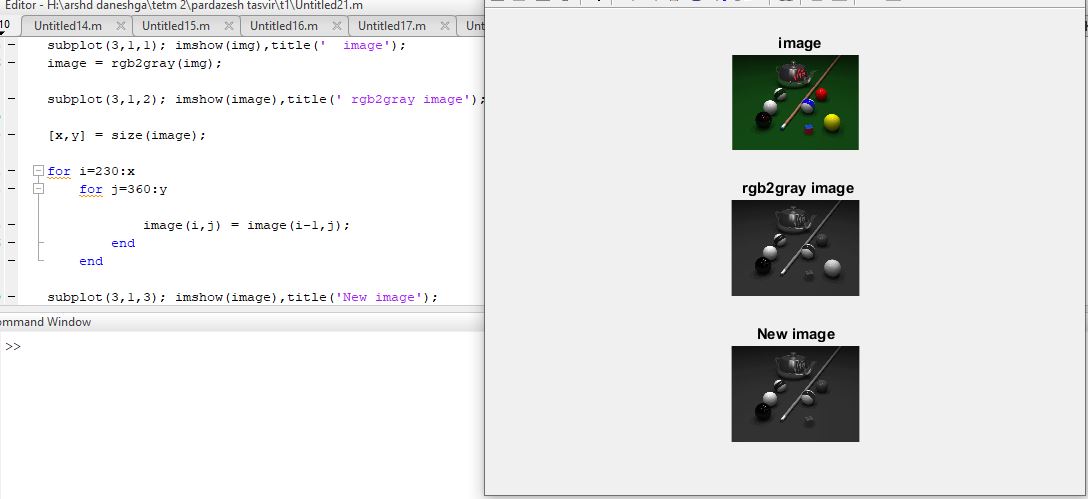 Editor - H:\arshd daneshga\tetm 2\pardazesh tasvir\t1\Untitled21.m
10 Untitled14.m Untitled15.m Untitled16.m Untitled17.m Unt
subplot(3,1,1); imshow(img),title('  image');
image = rgb2gray(img);
subplot(3,1,2); imshow(image),title(' rgb2gray image');
[x,y] = size(image);
for i=230:x
for j=360:y
image(i,j) = image(i-1,j);
end
end
subplot(3,1,3); imshow(image),title('New image');
ommand Window
>>
image
rgb2gray image
New image